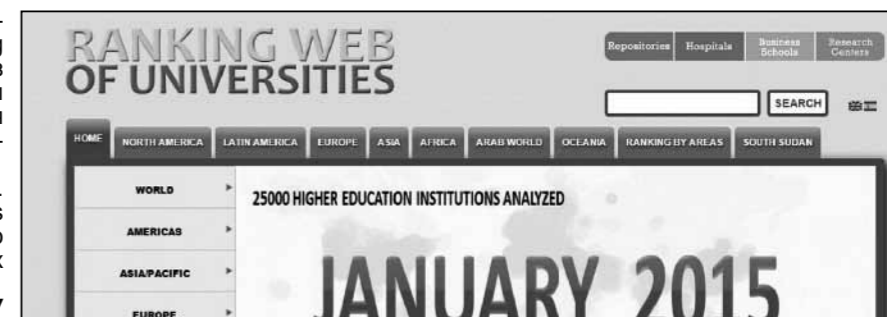 RANKING WEB
OF UNIVERSITIES
Repositories Hospitals Business Schools Research Centers
SEARCH
HOME NORTH AMERICA LATIN AMERICA EUROPE ASIA AFRICA ARAB WORLD OCEANIA RANKING BY AREAS SOUTH SUDAN
WORLD
25000 HIGHER EDUCATION INSTITUTIONS ANALYZED
AMERICAS
ASIA/PACIFIC
JANUARY 2015
EUROPE